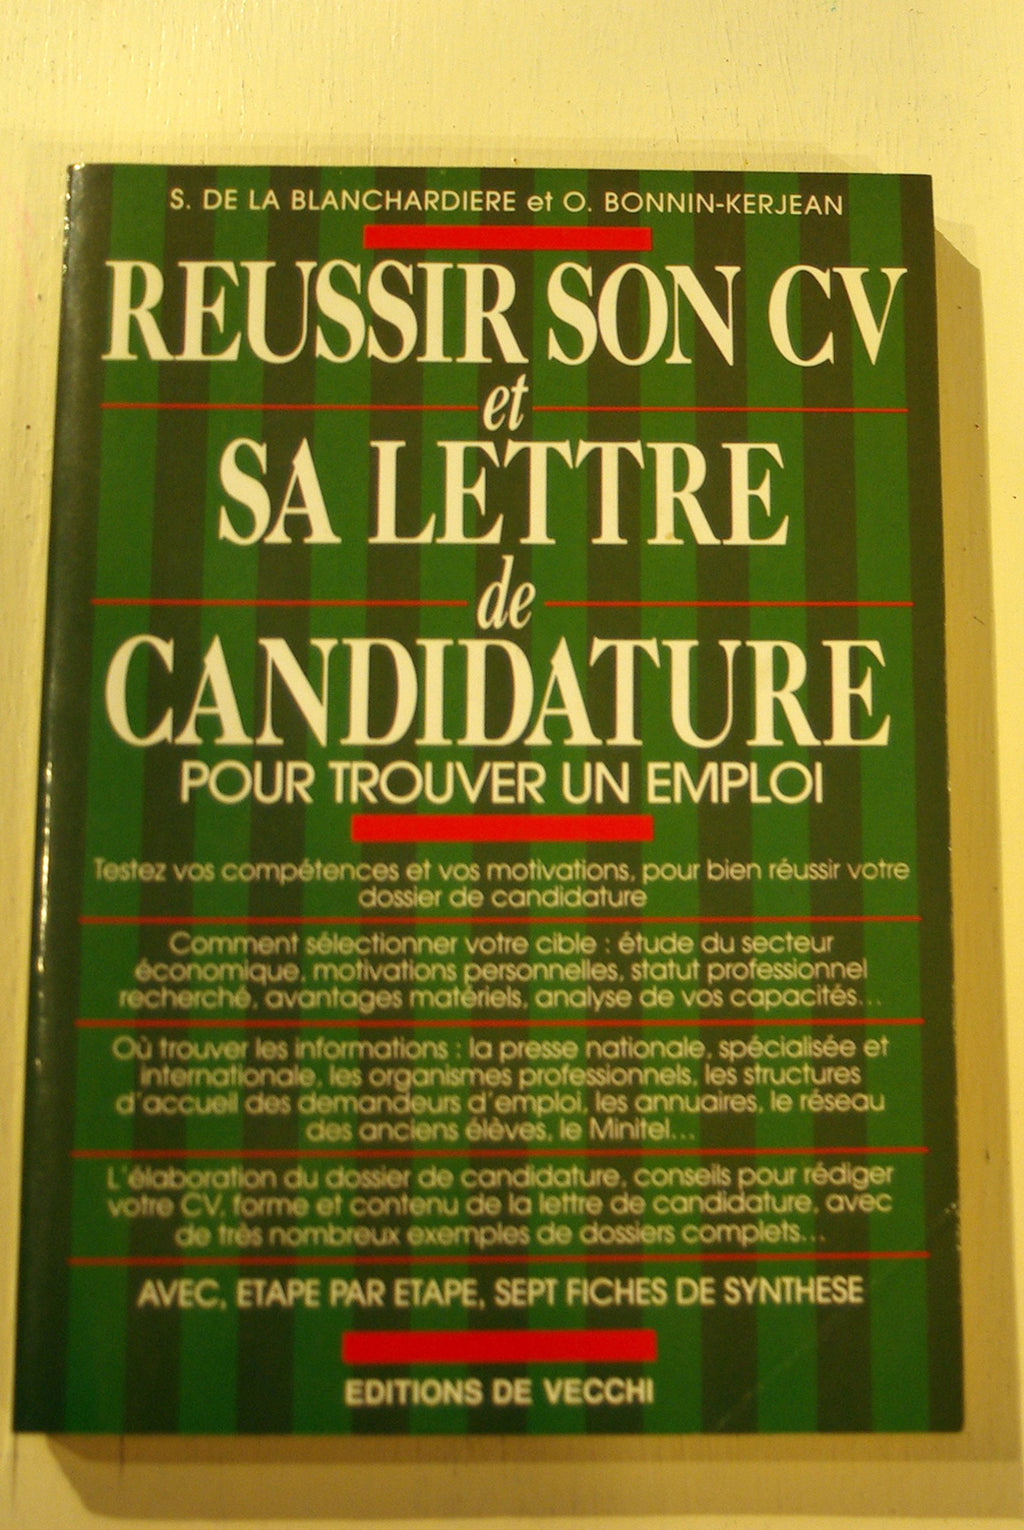 S. DE LA BLANCHARDIERE et O. BONNIN-KERJEAN
REUSSIR SON CV
et
SA LETTRE
de
CANDIDATURE
POUR TROUVER UN EMPLOI
Testez vos compétences et vos motivations, pour bien réussir votre
dossier de candidature
Comment sélectionner votre cible : étude du secteur
économique, motivations personnelles, statut professionnel
recherché, avantages matériels, analyse de vos capacités...
Où trouver les informations : la presse nationale, spécialisée et
internationale, les organismes professionnels, les structures
d'accueil des demandeurs d'emploi, les annuaires, le réseau
des anciens élèves, le Minitel...
L'élaboration du dossier de candidature, conseils pour rédiger
votre CV, forme et contenu de la lettre de candidature, avec
de très nombreux exemples de dossiers complets...
AVEC, ETAPE PAR ETAPE, SEPT FICHES DE SYNTHESE
EDITIONS DE VECCHI